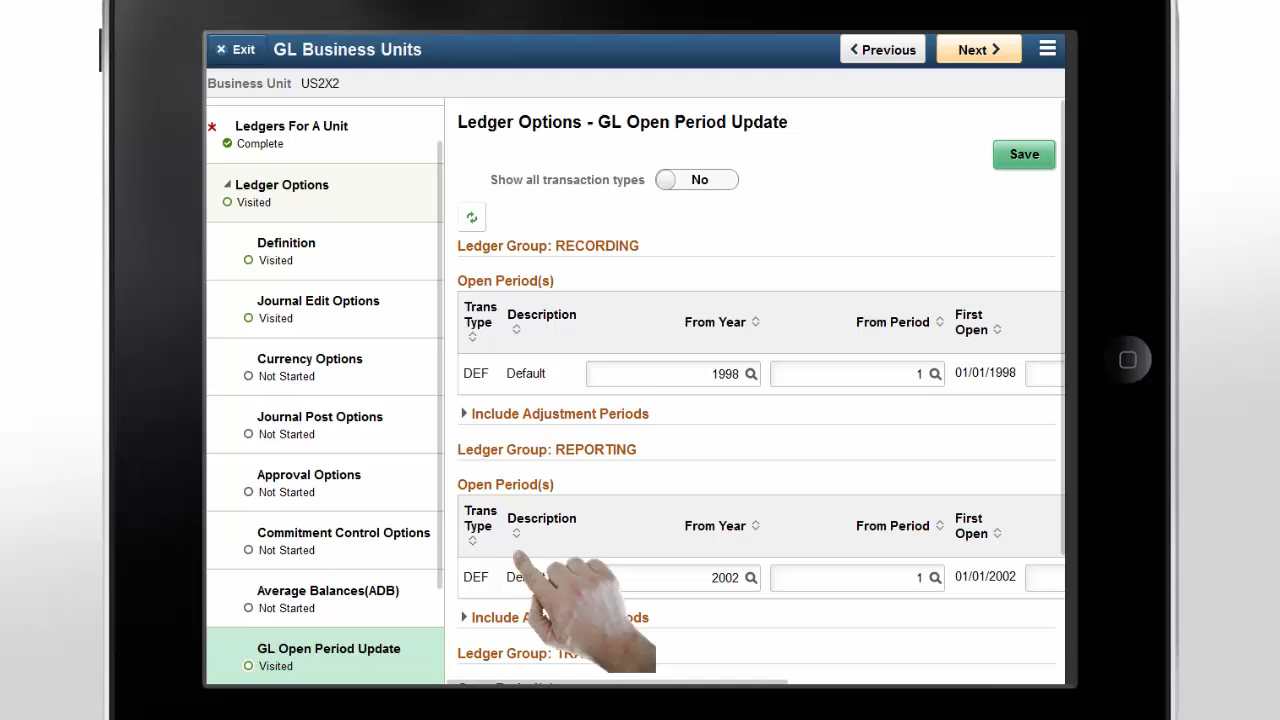 Exit GL Business Units Previous Next
Business Unit US2X2
Ledgers For A Unit
Complete
Ledger Options
Visited
Definition
Visited
Journal Edit Options
Visited
Currency Options
Not Started
Journal Post Options
Not Started
Approval Options
Not Started
Commitment Control Options
Not Started
Average Balances(ADB)
Not Started
GL Open Period Update
Visited
Ledger Options - GL Open Period Update
Save
Show all transaction types No
Ledger Group: RECORDING
Open Period(s)
Trans Type Description From Year From Period First Open
DEF Default 1998 1 01/01/1998
Include Adjustment Periods
Ledger Group: REPORTING
Open Period(s)
Trans Type Description From Year From Period First Open
DEF 2002 1 01/01/2002
Include
Ledger Group: